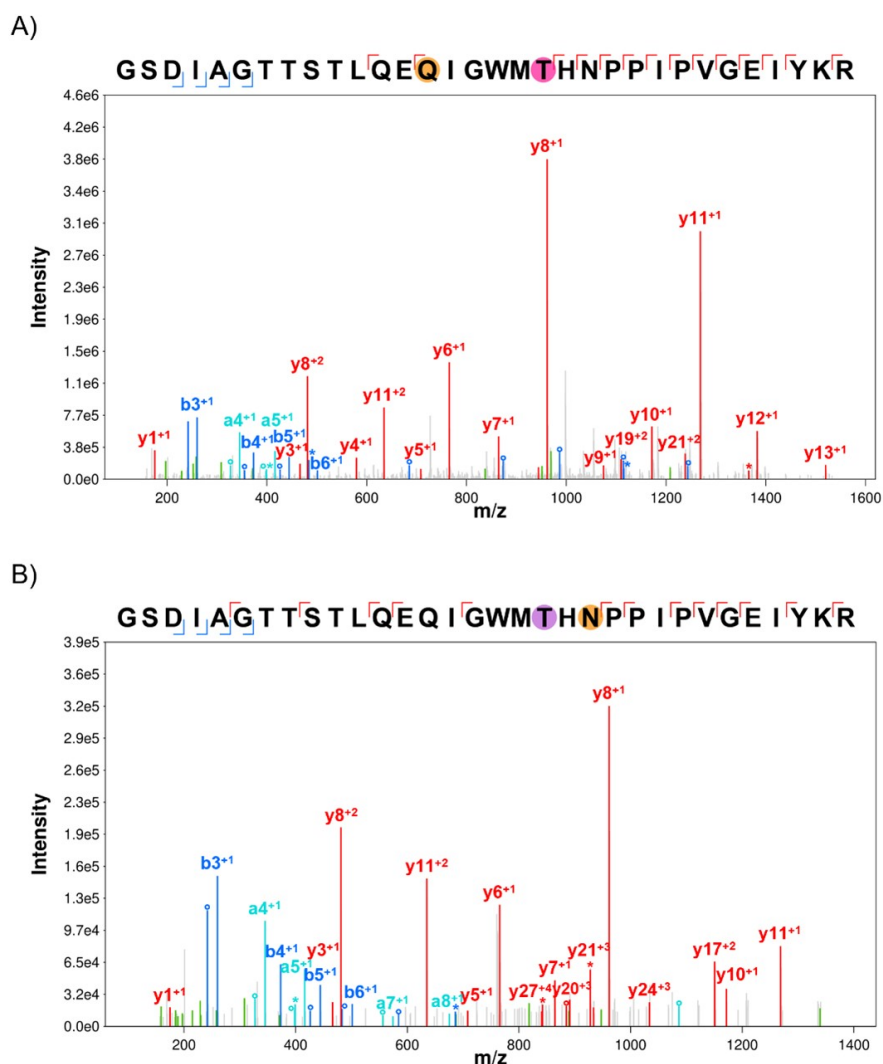 A)
GSDIAGTTSTLQEQIGWMTHNPPIPVGEIYKR
4.6e6
4.2e6
3.8e6
3.4e6
3.1e6
2.7e6
2.3e6
1.9e6
1.5e6
1.1e6
7.7e5
3.8e5
0.0e0
Intensity
y1+1
b3+1
a4+1
b4+1
a5+1
b5+1
y3+1
b6+1
y8+2
y4+1
y11+2
y5+1
y6+1
y7+1
y8+1
y9+1
y19+2
y10+1
y21+2
y11+1
y12+1
y13+1
200 400 600 800 1000 1200 1400 1600
m/z
B)
GSDIAGTTSTLQEQIGWMTHNPPIPVGEIYKR
3.9e5
3.6e5
3.2e5
2.9e5
2.6e5
2.3e5
1.9e5
1.6e5
1.3e5
9.7e4
6.5e4
3.2e4
0.0e0
Intensity
y1+1
b3+1
a4+1
b4+1
a5+1
b5+1
y3+1
b6+1
y8+2
a7+1
y11+2
a8+1
y5+1
y6+1
y27+4
y7+1
y20+3
y21+3
y8+1
y24+3
y17+2
y10+1
y11+1
200 400 600 800 1000 1200 1400
m/z